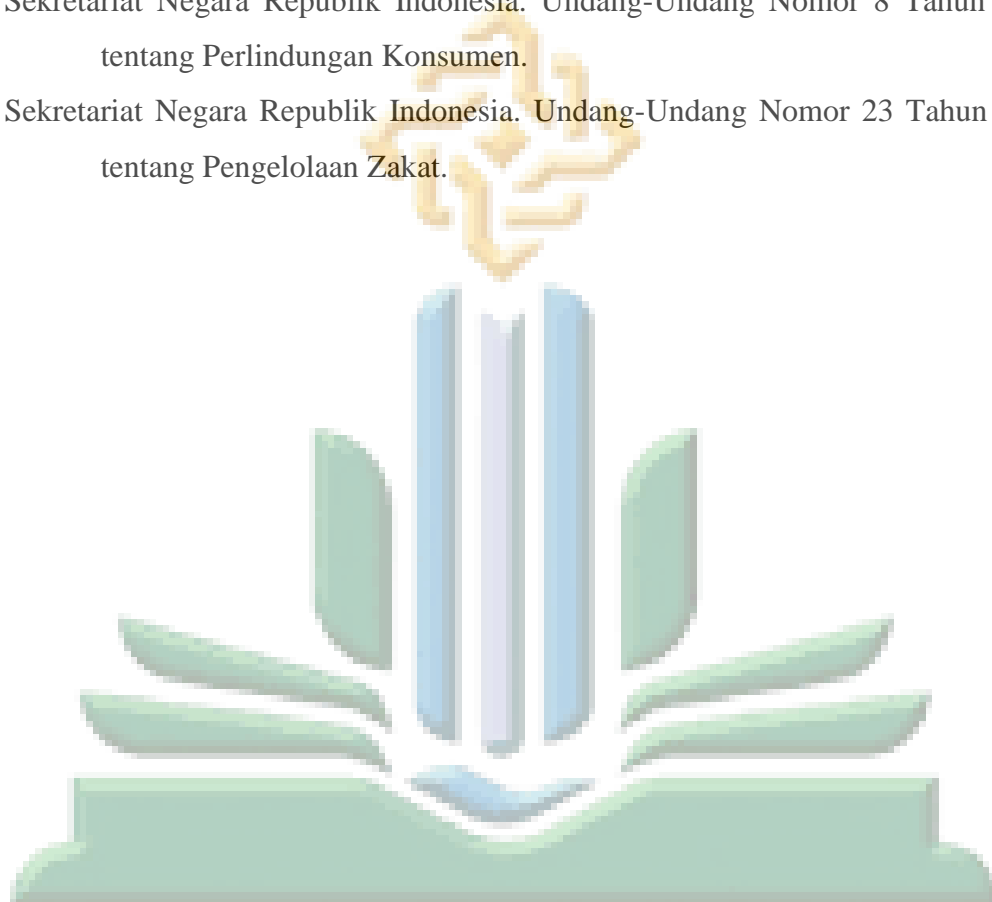 Sekretariat Negara Republik Indonesia. Undang-Undang Nomor 8 Tahun
tentang Perlindungan Konsumen.
Sekretariat Negara Republik Indonesia. Undang-Undang Nomor 23 Tahun
tentang Pengelolaan Zakat.